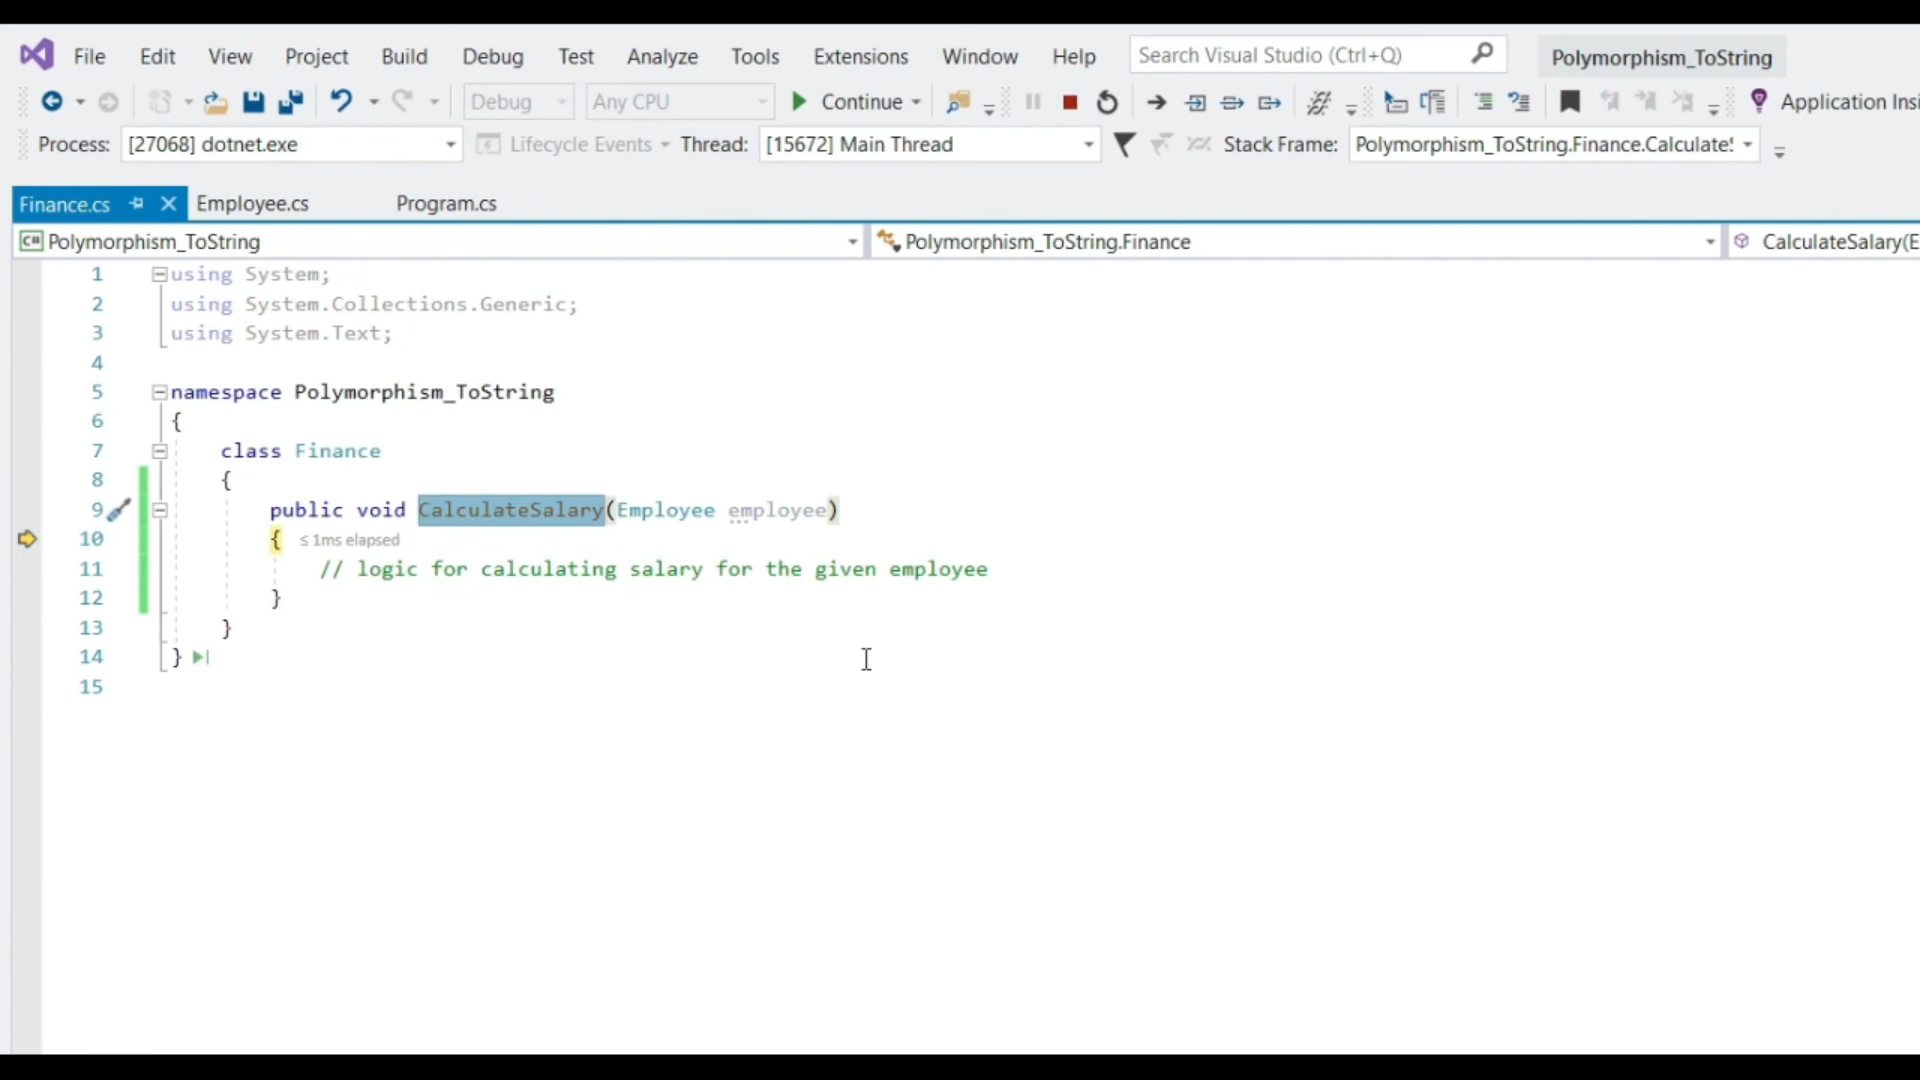 File Edit View Project Build Debug Test Analyze Tools Extensions Window Help Search Visual Studio (Ctrl+Q) Polymorphism_ToString
Debug Any CPU Continue Application Insi
Process: [27068] dotnet.exe Lifecycle Events Thread: [15672] Main Thread Stack Frame: Polymorphism_ToString.Finance.Calculate
Finance.cs Employee.cs Program.cs
C# Polymorphism_ToString Polymorphism_ToString.Finance CalculateSalary(E
1 using System;
2 using System.Collections.Generic;
3 using System.Text;
4
5 namespace Polymorphism_ToString
6 {
7 class Finance
8 {
9 public void CalculateSalary(Employee employee)
10 { ≤ 1ms elapsed
11 // logic for calculating salary for the given employee
12 }
13 }
14 }
15